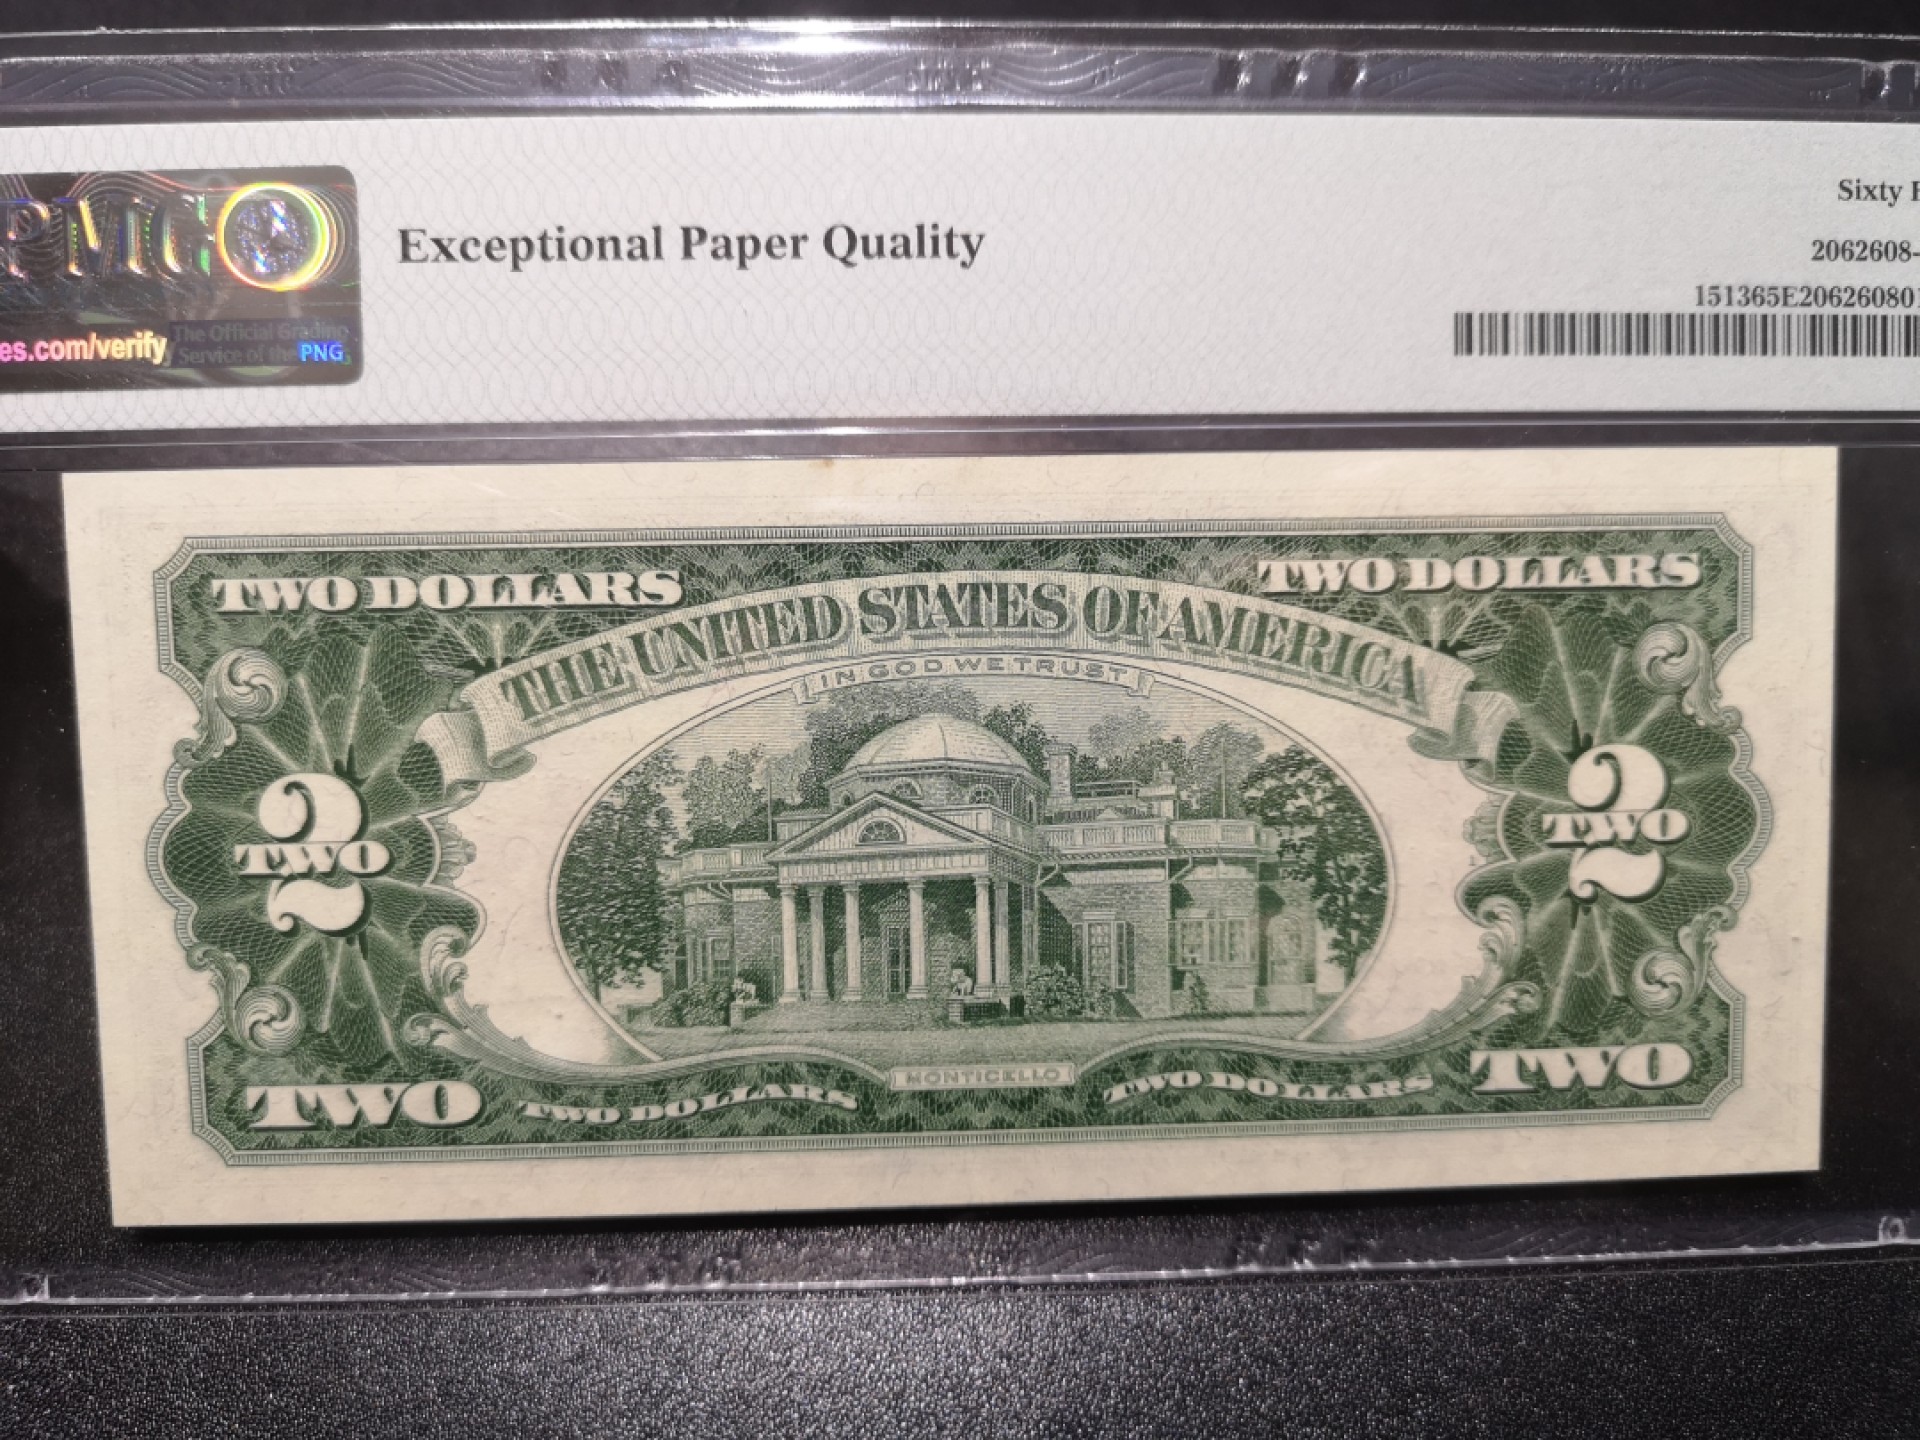 PMG
es.com/verify
The Official Grading
Service of the PNG
Exceptional Paper Quality
Sixty F
2062608-
151365E206260801
TWO DOLLARS
TWO DOLLARS
THE UNITED STATES OF AMERICA
IN GOD WE TRUST
2
TWO
2
TWO
MONTICELLO
TWO
TWO DOLLARS
TWO DOLLARS
TWO